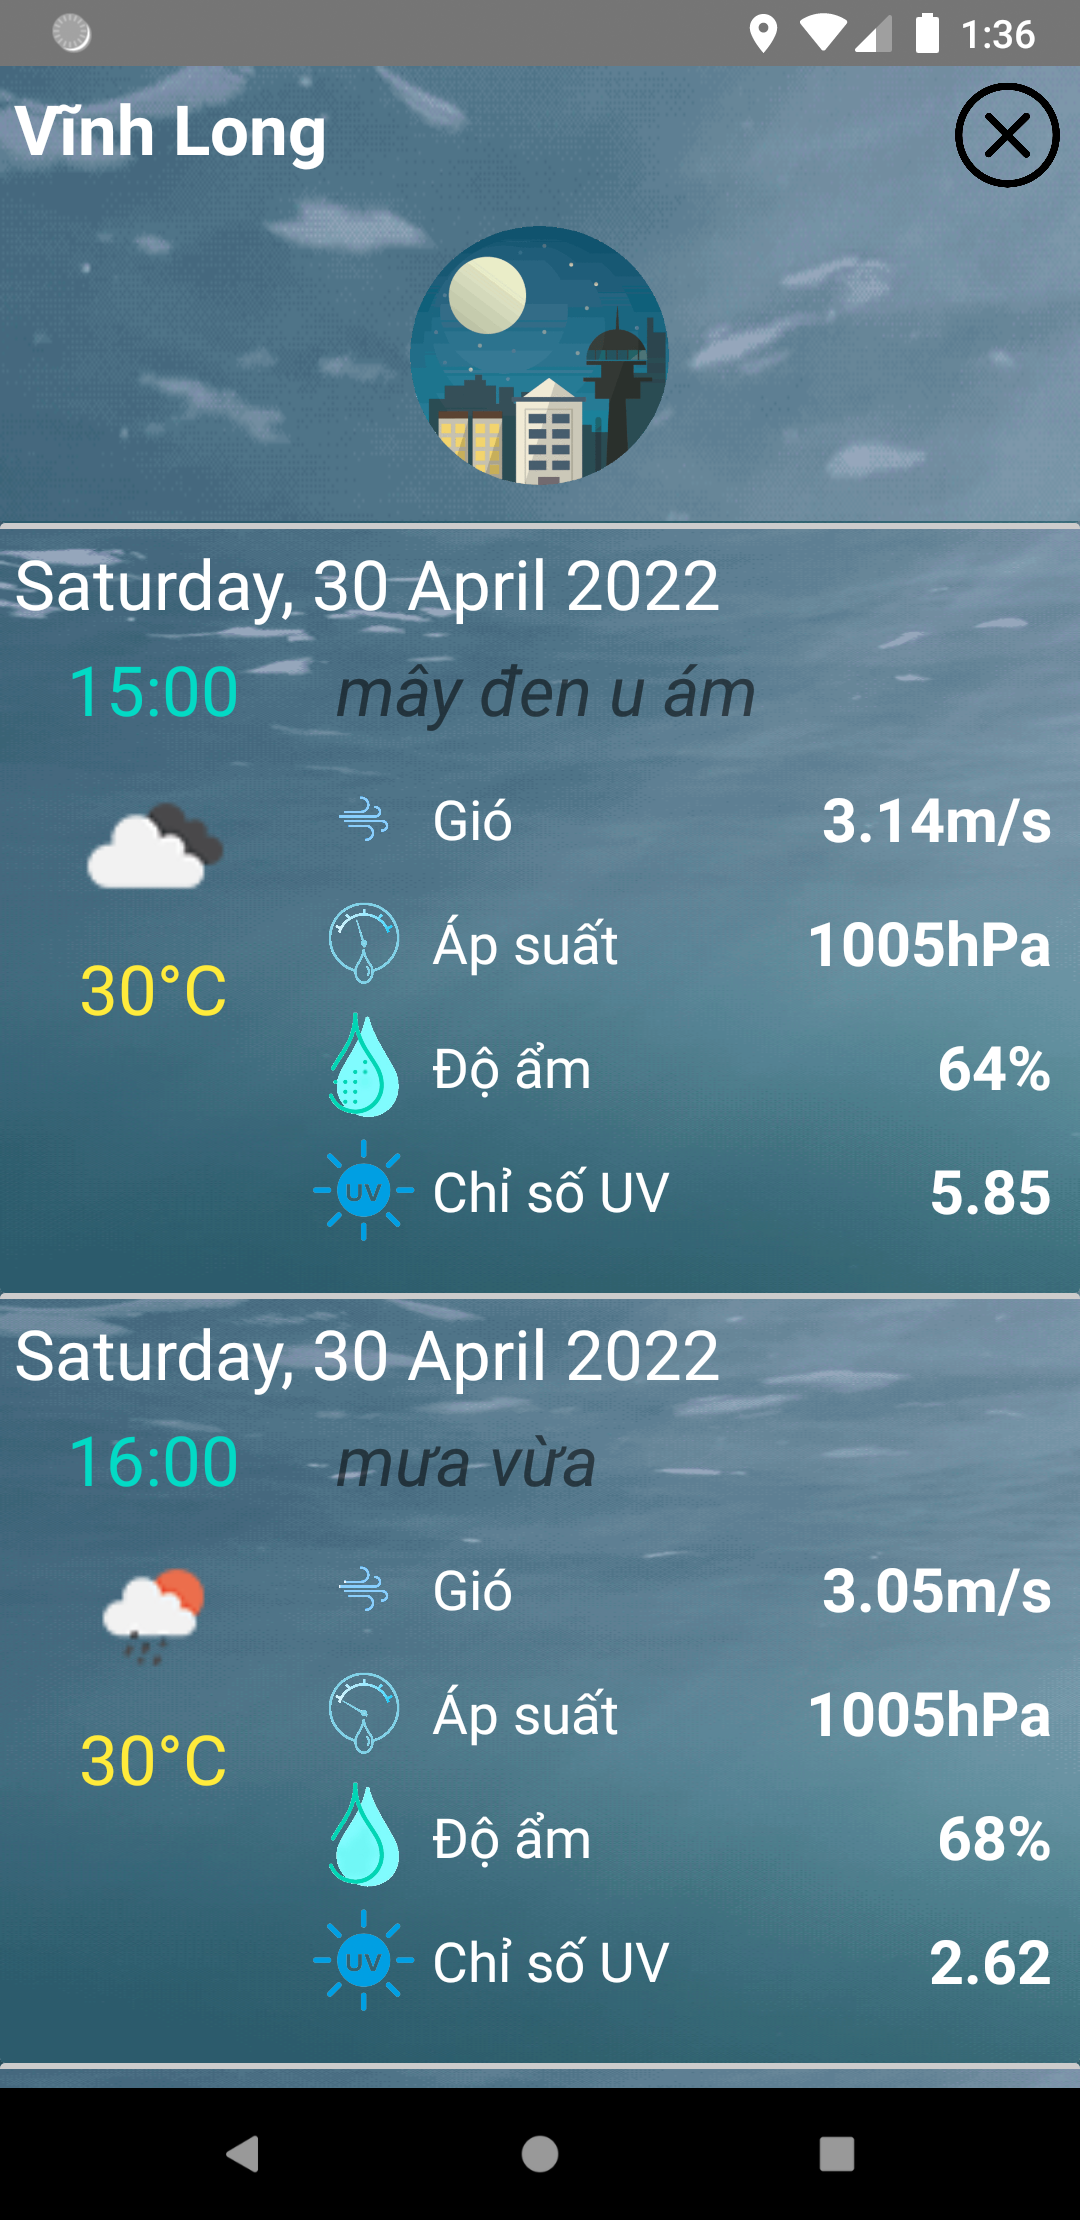 1:36
Vĩnh Long
Saturday, 30 April 2022
15:00 mây đen u ám
Gió 3.14m/s
Áp suất 1005hPa
30°C
Độ ẩm 64%
UV Chỉ số UV 5.85
Saturday, 30 April 2022
16:00 mưa vừa
Gió 3.05m/s
Áp suất 1005hPa
30°C
Độ ẩm 68%
UV Chỉ số UV 2.62